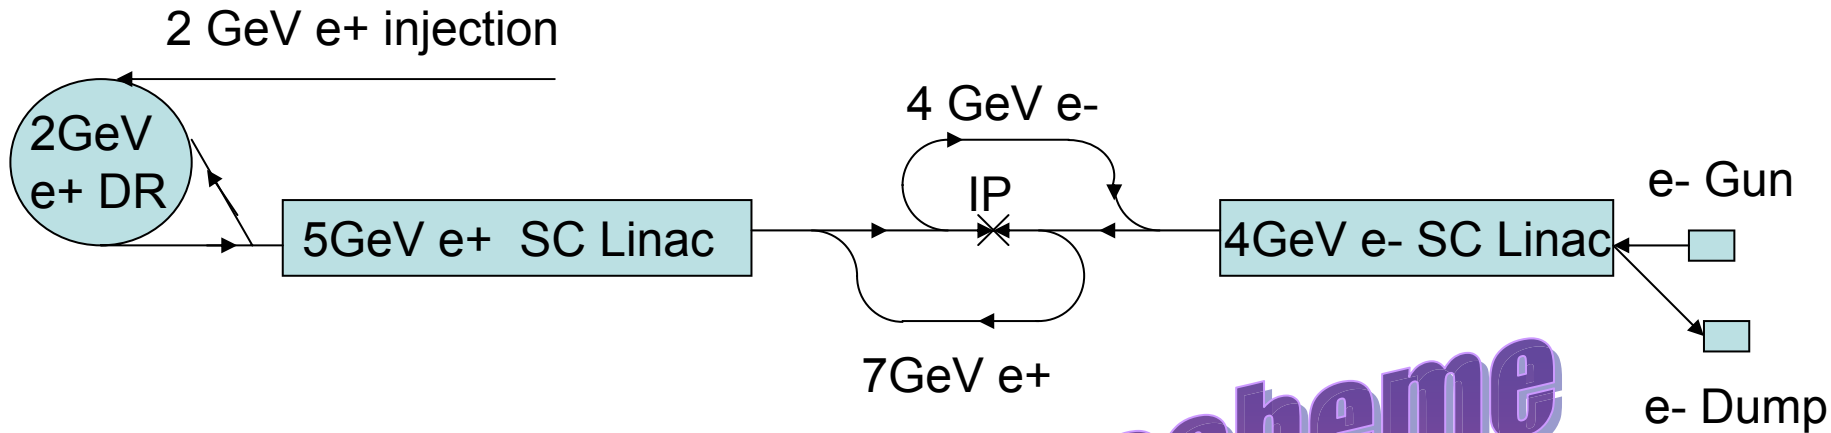 2 GeV e+ injection
2GeV
e+ DR
5GeV e+ SC Linac
4 GeV e-
IP
7GeV e+
4GeV e- SC Linac
e- Gun
e- Dump